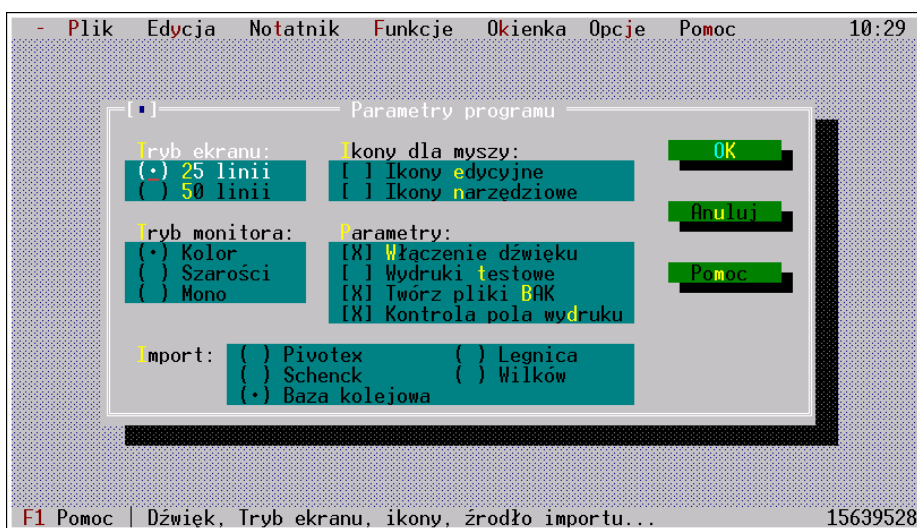 - Plik Edycja Notatnik Funkcje Okienka Opcje Pomoc 10:29
[▪] Parametry programu
Tryb ekranu: Ikony dla myszy: OK
(•) 25 linii [ ] Ikony edycyjne
( ) 50 linii [ ] Ikony narzędziowe
Anuluj
Tryb monitora: Parametry:
(•) Kolor [X] Włączenie dźwięku
( ) Szarości [ ] Wydruki testowe Pomoc
( ) Mono [X] Twórz pliki BAK
[X] Kontrola pola wydruku
Import: ( ) Pivotex ( ) Legnica
( ) Schenck ( ) Wilków
(•) Baza kolejowa
F1 Pomoc | Dźwięk, Tryb ekranu, ikony, źrodło importu... 15639528